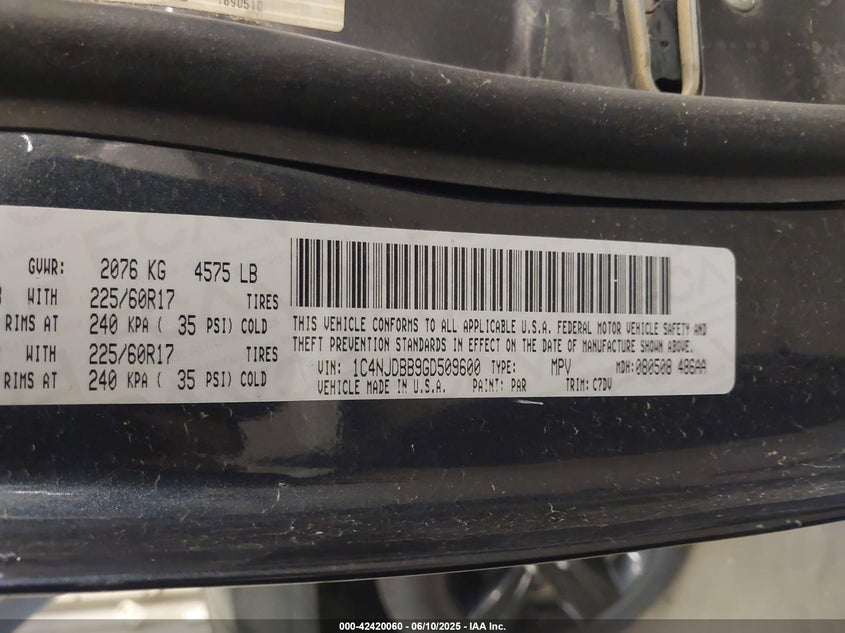 1890510
GVWR: 2076 KG 4575 LB
WITH 225/60R17 TIRES
RIMS AT 240 KPA ( 35 PSI) COLD
WITH 225/60R17 TIRES
RIMS AT 240 KPA ( 35 PSI) COLD
THIS VEHICLE CONFORMS TO ALL APPLICABLE U.S.A. FEDERAL MOTOR VEHICLE SAFETY AND
THEFT PREVENTION STANDARDS IN EFFECT ON THE DATE OF MANUFACTURE SHOWN ABOVE.
VIN: 1C4NJDBB9GD509600 TYPE: MPV MDH: 080508 486AA
VEHICLE MADE IN U.S.A. PAINT: PAR TRIM: C7DV
000-42420060 - 06/10/2025 - IAA Inc.